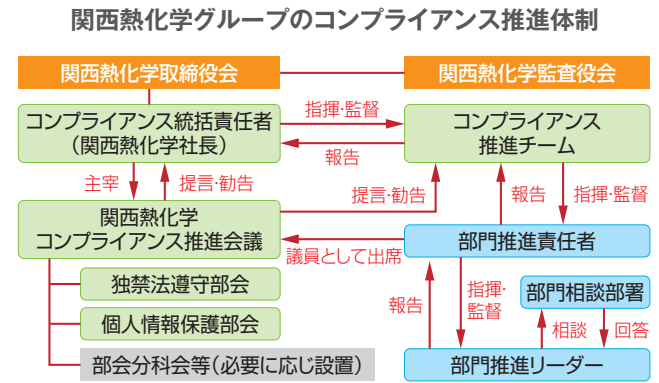 関西熱化学グループのコンプライアンス推進体制
関西熱化学取締役会
関西熱化学監査役会
コンプライアンス統括責任者
（関西熱化学社長）
指揮・監督
報告
コンプライアンス
推進チーム
主宰
提言・勧告
提言・勧告
報告
指揮・監督
関西熱化学
コンプライアンス推進会議
議員として出席
部門推進責任者
独禁法遵守部会
個人情報保護部会
部会分科会等（必要に応じ設置）
報告
指揮・
監督
部門相談部署
相談
回答
部門推進リーダー